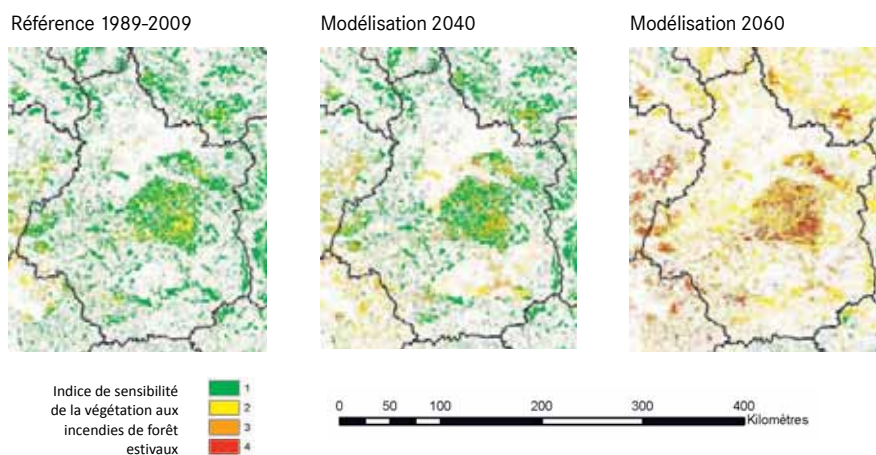 Référence 1989-2009
Modélisation 2040
Modélisation 2060
Indice de sensibilité
de la végétation aux
incendies de forêt
estivaux
1
2
3
4
0 50 100 200 300 400
Kilomètres